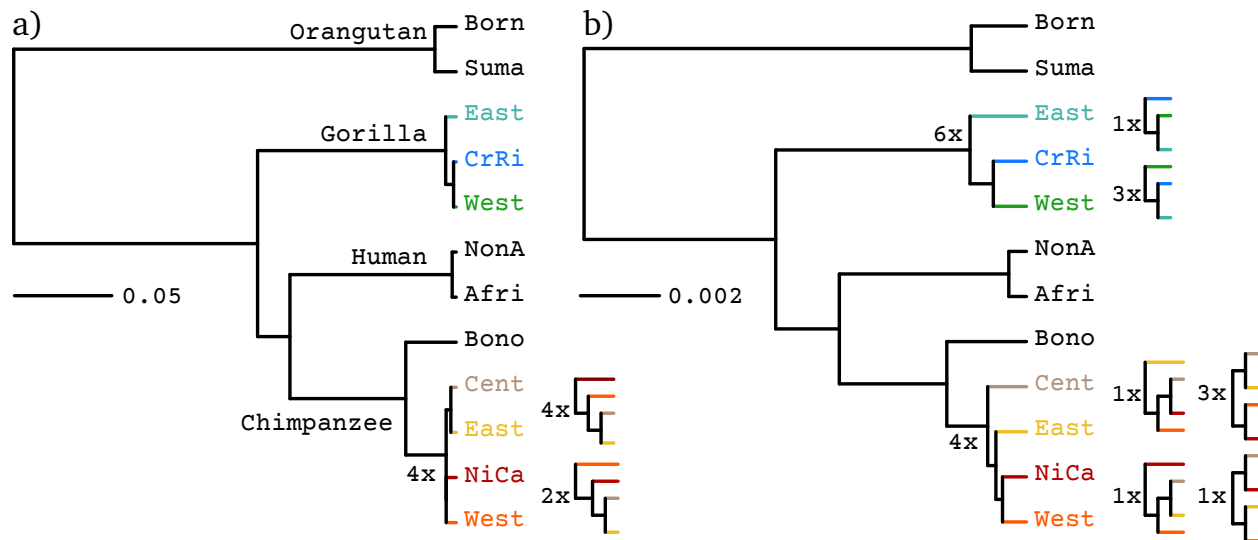 a)
Orangutan
Born
Suma
East
Gorilla
CrRi
West
NonA
Human
Afri
0.05
Bono
Cent
Chimpanzee
East
4x
NiCa
West
4x
2x
b)
Born
Suma
East
6x
CrRi
West
1x
3x
NonA
Afri
0.002
Bono
Cent
East
4x
NiCa
West
1x
3x
1x
1x